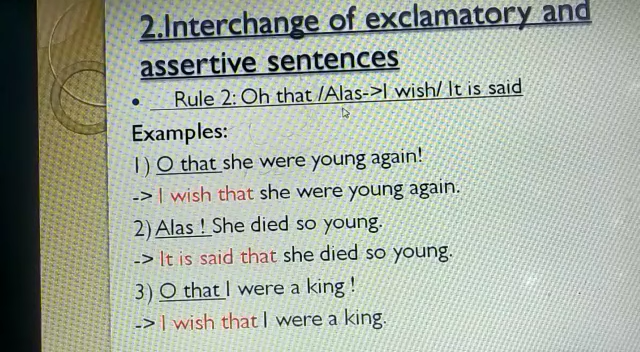 2.Interchange of exclamatory and
assertive sentences
• Rule 2: Oh that /Alas->I wish/ It is said
Examples:
1) O that she were young again!
-> I wish that she were young again.
2) Alas ! She died so young.
-> It is said that she died so young.
3) O that I were a king !
-> I wish that I were a king.